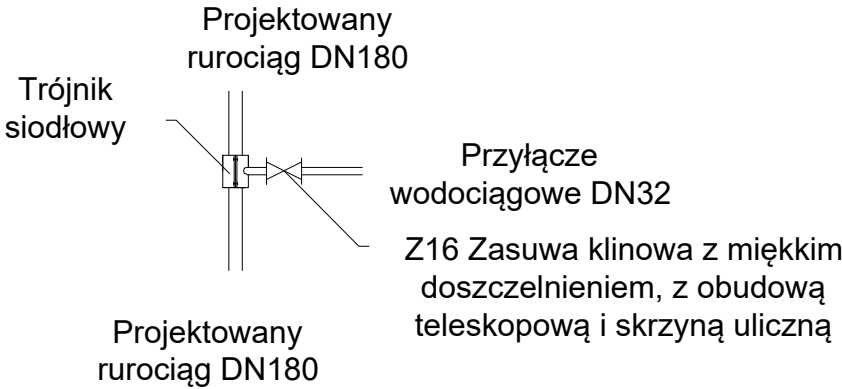 Projektowany
rurociąg DN180
Trójnik
siodłowy
Przyłącze
wodociągowe DN32
Z16 Zasuwa klinowa z miękkim
doszczelnieniem, z obudową
teleskopową i skrzyną uliczną
Projektowany
rurociąg DN180